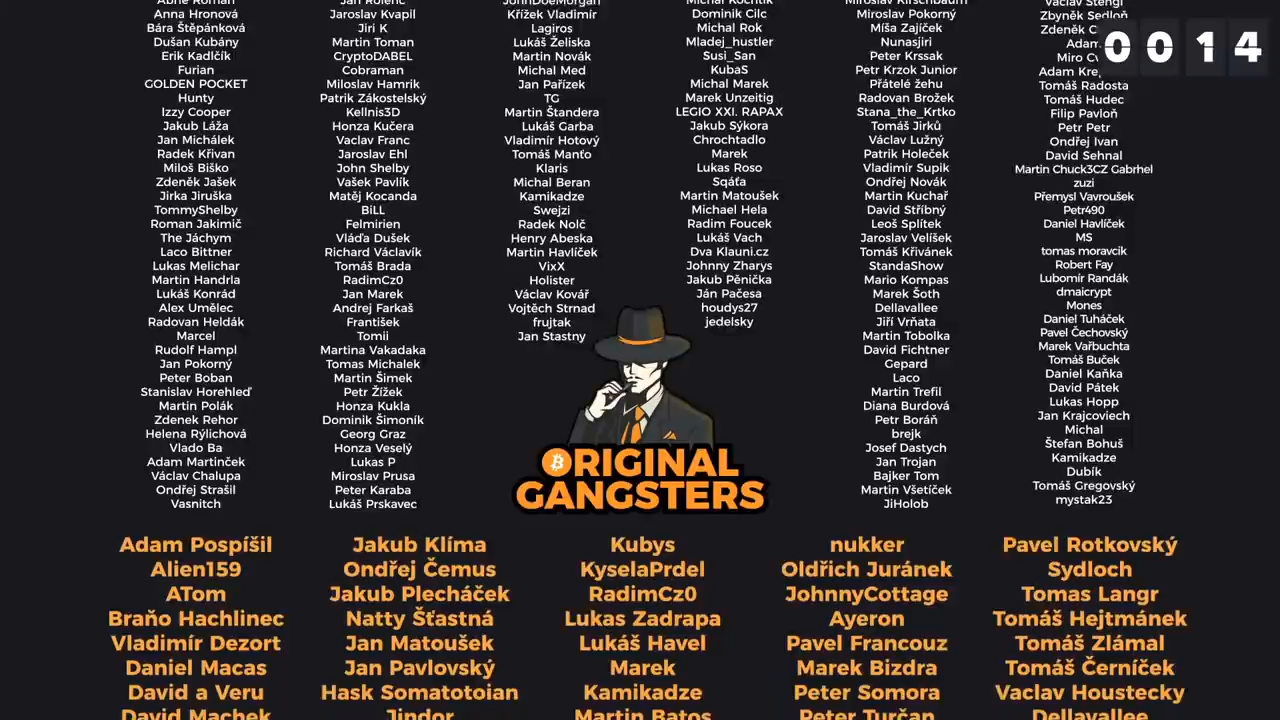 Anna Hronová
Bára Štěpánková
Dušan Kubány
Erik Kadlčík
Furian
GOLDEN POCKET
Hunty
Izzy Cooper
Jakub Láža
Jan Michálek
Radek Křivan
Miloš Biško
Zdeněk Jašek
Jirka Jiruška
TommyShelby
Roman Jakimič
The Jáchym
Laco Bittner
Lukas Melichar
Martin Handrla
Lukáš Konrád
Alex Umělec
Radovan Heldák
Marcel
Rudolf Hampl
Jan Pokorný
Peter Boban
Stanislav Horehleď
Martin Polák
Zdenek Rehor
Helena Rýlichová
Vlado Ba
Adam Martinček
Václav Chalupa
Ondřej Strašil
Vasnitch
Jaroslav Kvapil
Jiri K
Martin Toman
CryptoDABEL
Cobraman
Miloslav Hamrik
Patrik Zákostelský
Kellnis3D
Honza Kučera
Vaclav Franc
Jaroslav Ehl
John Shelby
Vašek Pavlík
Matěj Kocanda
BiLL
Felmirien
Vláďa Dušek
Richard Václavík
Tomáš Brada
RadimCz0
Jan Marek
Andrej Farkaš
František
Tomii
Martina Vakadaka
Tomas Michalek
Martin Šimek
Petr Žížek
Honza Kukla
Dominik Šimoník
Georg Graz
Honza Veselý
Lukas P
Miroslav Prusa
Peter Karaba
Lukáš Prskavec
JohnDoeMorgan
Křížek Vladimír
Lagiros
Lukáš Želiska
Martin Novák
Michal Med
Jan Pařízek
TG
Martin Štandera
Lukáš Garba
Vladimír Hotový
Tomáš Manťo
Klaris
Michal Beran
Kamikadze
Swejzi
Radek Nolč
Henry Abeska
Martin Havlíček
VixX
Holister
Václav Kovář
Vojtěch Strnad
frujtak
Jan Stastny
Dominik Cilc
Michal Rok
Mladej_hustler
Susi_San
KubaS
Michal Marek
Marek Unzeitig
LEGIO XXI. RAPAX
Jakub Sýkora
Chrochtadlo
Marek
Lukas Roso
Sqáťa
Martin Matoušek
Michael Hela
Radim Foucek
Lukáš Vach
Dva Klauni.cz
Johnny Zharys
Jakub Pěnička
Ján Pačesa
houdys27
jedelsky
Miroslav Kirschbaum
Miroslav Pokorný
Míša Zajíček
Nunasjiri
Peter Krssak
Petr Krzok Junior
Přátelé žehu
Radovan Brožek
Stana_the_Krtko
Tomáš Jirků
Václav Lužný
Patrik Holeček
Vladimír Supik
Ondřej Novák
Martin Kuchař
David Stříbný
Leoš Splítek
Jaroslav Velíšek
Tomáš Křivánek
StandaShow
Mario Kompas
Marek Šoth
Dellavallee
Jiří Vrňata
Martin Tobolka
David Fichtner
Gepard
Laco
Martin Trefil
Diana Burdová
Petr Boráň
brejk
Josef Dastych
Jan Trojan
Bajker Tom
Martin Všetíček
JiHolob
Vaclav Stengl
Zbyněk Sedloň
Zdeněk
Adam
Miro
Adam
Tomáš Radosta
Tomáš Hudec
Filip Pavloň
Petr Petr
Ondřej Ivan
David Sehnal
Martin Chuck3CZ Gabrhel
zuzi
Přemysl Vavroušek
Petr490
Daniel Havlíček
MS
tomas moravcik
Robert Fay
Lubomír Randák
dmaicrypt
Mones
Daniel Tuháček
Pavel Čechovský
Marek Vařbuchta
Tomáš Buček
Daniel Kaňka
David Pátek
Lukas Hopp
Jan Krajcoviech
Michal
Štefan Bohuš
Kamikadze
Dubík
Tomáš Gregovský
mystak23
0014
ORIGINAL
GANGSTERS
Adam Pospíšil
Alien159
ATom
Braňo Hachlinec
Vladimír Dezort
Daniel Macas
David a Veru
David Machek
Jakub Klíma
Ondřej Čemus
Jakub Plecháček
Natty Šťastná
Jan Matoušek
Jan Pavlovský
Hask Somatotoian
Jindor
Kubys
KyselaPrdel
RadimCz0
Lukas Zadrapa
Lukáš Havel
Marek
Kamikadze
Martin Batos
nukker
Oldřich Juránek
JohnnyCottage
Ayeron
Pavel Francouz
Marek Bizdra
Peter Somora
Peter Turčan
Pavel Rotkovský
Sydloch
Tomas Langr
Tomáš Hejtmánek
Tomáš Zlámal
Tomáš Černíček
Vaclav Houstecky
Dellavallee